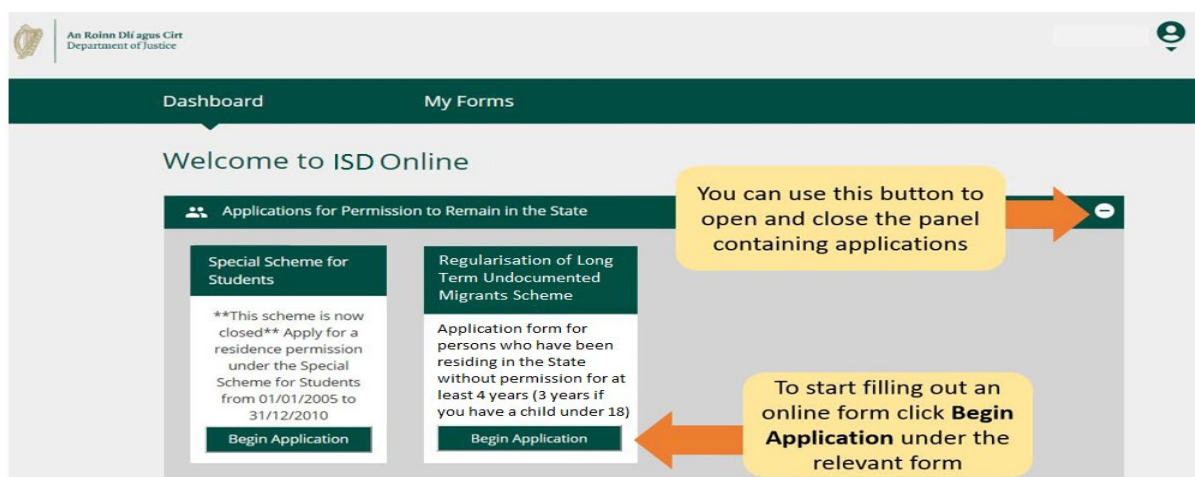 An Roinn Dlí agus Cirt
Department of Justice
Dashboard
My Forms
Welcome to ISD Online
Applications for Permission to Remain in the State
You can use this button to
open and close the panel
containing applications
Special Scheme for
Students
**This scheme is now
closed** Apply for a
residence permission
under the Special
Scheme for Students
from 01/01/2005 to
31/12/2010
Begin Application
Regularisation of Long
Term Undocumented
Migrants Scheme
Application form for
persons who have been
residing in the State
without permission for at
least 4 years (3 years if
you have a child under 18)
Begin Application
To start filling out an
online form click Begin
Application under the
relevant form